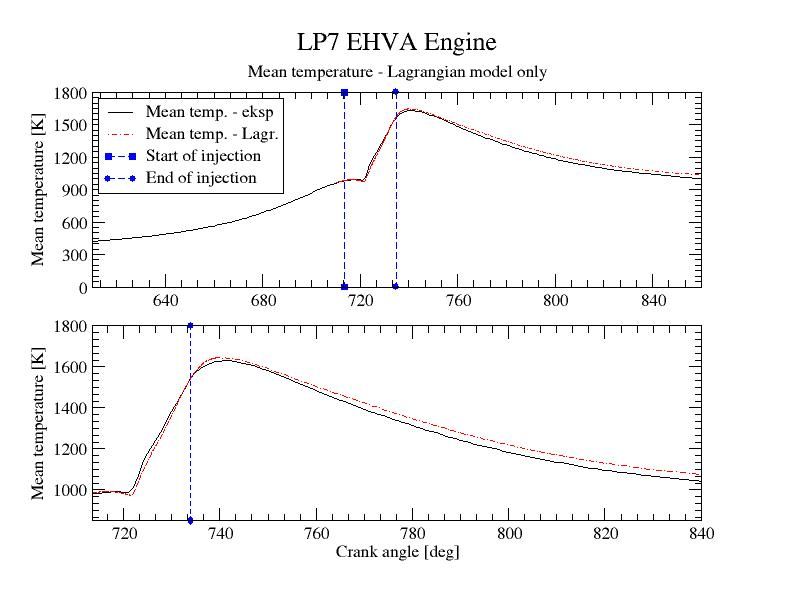 LP7 EHVA Engine
Mean temperature - Lagrangian model only
Mean temperature [K]
1800
1500
1200
900
600
300
0
Mean temp. - eksp
Mean temp. - Lagr.
Start of injection
End of injection
640 680 720 760 800 840
Mean temperature [K]
1800
1600
1400
1200
1000
720 740 760 780 800 820 840
Crank angle [deg]